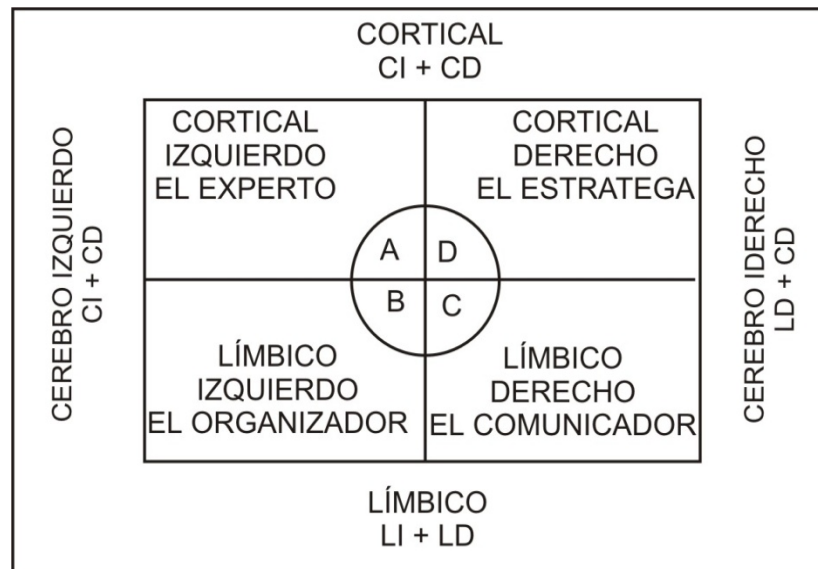 CORTICAL
CI + CD
CEREBRO IZQUIERDO
CI + CD
CORTICAL
IZQUIERDO
EL EXPERTO
CORTICAL
DERECHO
EL ESTRATEGA
A
D
B
C
LÍMBICO
IZQUIERDO
EL ORGANIZADOR
LÍMBICO
DERECHO
EL COMUNICADOR
CEREBRO IDERECHO
LD + CD
LÍMBICO
LI + LD